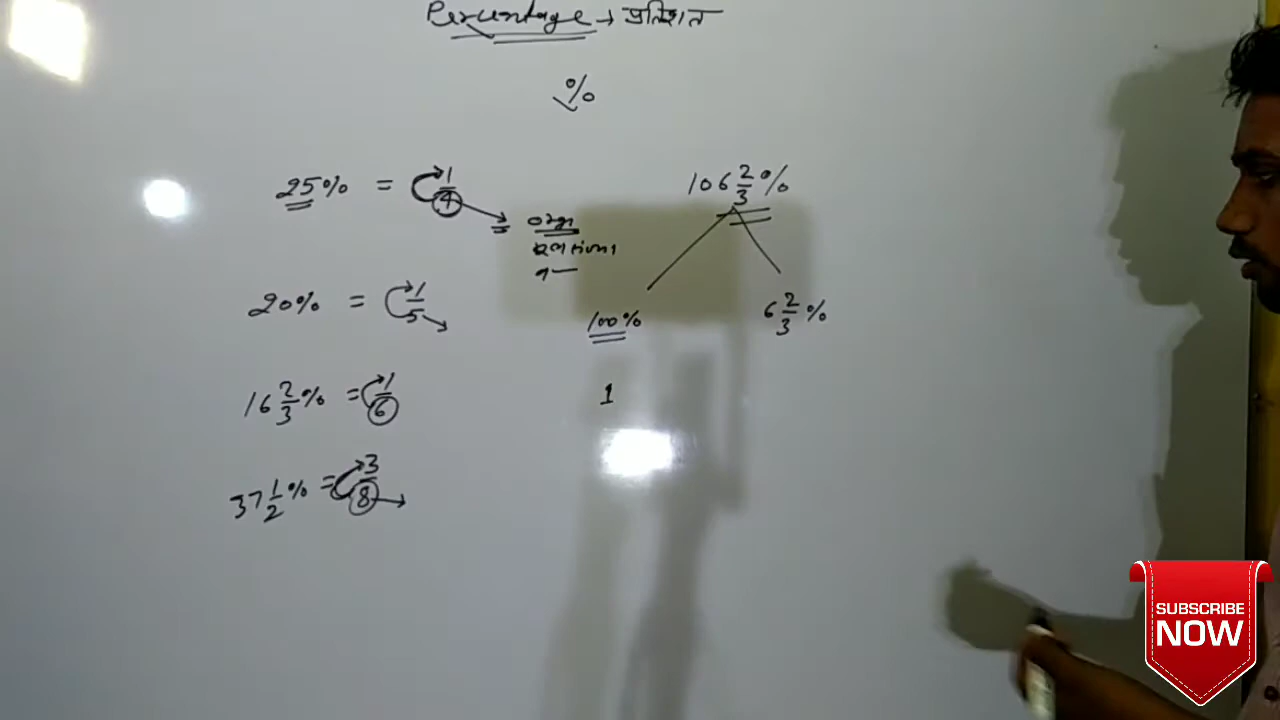 Percentage → प्रतिशत
%
25% = 1/4
106 2/3 %
20% = 1/5
100%
6 2/3 %
16 2/3 % = 1/6
1
37 1/2 % = 3/8
SUBSCRIBE
NOW